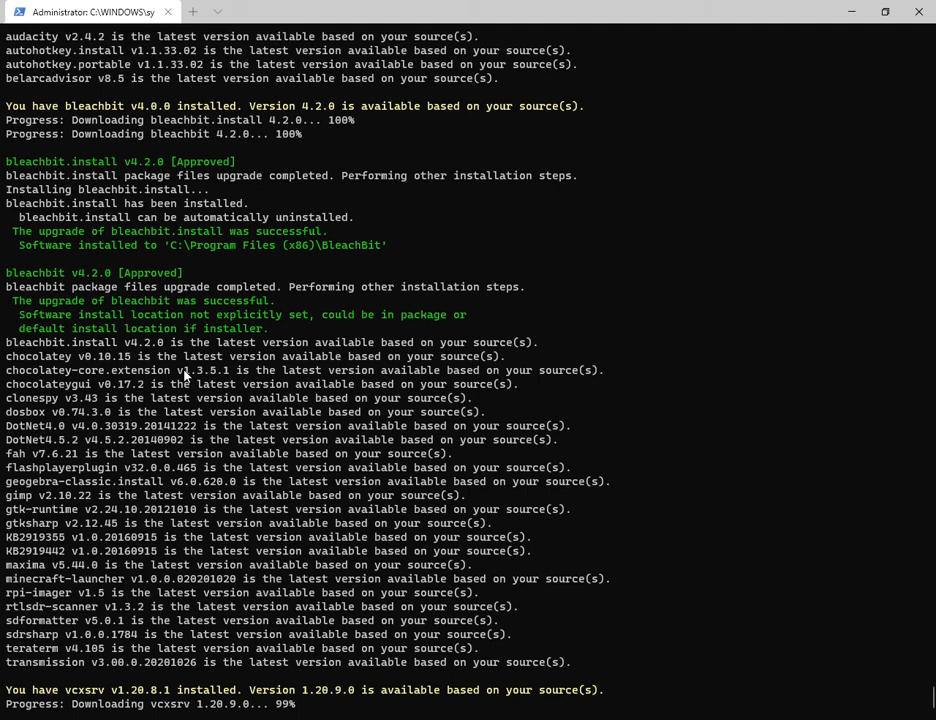 Administrator: C:\WINDOWS\sy
audacity v2.4.2 is the latest version available based on your source(s).
autohotkey.install v1.1.33.02 is the latest version available based on your source(s).
autohotkey.portable v1.1.33.02 is the latest version available based on your source(s).
belarcadvisor v8.5 is the latest version available based on your source(s).
You have bleachbit v4.0.0 installed. Version 4.2.0 is available based on your source(s).
Progress: Downloading bleachbit.install 4.2.0... 100%
Progress: Downloading bleachbit 4.2.0... 100%
bleachbit.install v4.2.0 [Approved]
bleachbit.install package files upgrade completed. Performing other installation steps.
Installing bleachbit.install...
bleachbit.install has been installed.
bleachbit.install can be automatically uninstalled.
The upgrade of bleachbit.install was successful.
Software installed to 'C:\Program Files (x86)\BleachBit'
bleachbit v4.2.0 [Approved]
bleachbit package files upgrade completed. Performing other installation steps.
The upgrade of bleachbit was successful.
Software install location not explicitly set, could be in package or
default install location if installer.
bleachbit.install v4.2.0 is the latest version available based on your source(s).
chocolatey v0.10.15 is the latest version available based on your source(s).
chocolatey-core.extension v1.3.5.1 is the latest version available based on your source(s).
chocolateygui v0.17.2 is the latest version available based on your source(s).
clonespy v3.43 is the latest version available based on your source(s).
dosbox v0.74.3.0 is the latest version available based on your source(s).
DotNet4.0 v4.0.30319.20141222 is the latest version available based on your source(s).
DotNet4.5.2 v4.5.2.20140902 is the latest version available based on your source(s).
fah v7.6.21 is the latest version available based on your source(s).
flashplayerplugin v32.0.0.465 is the latest version available based on your source(s).
geogebra-classic.install v6.0.620.0 is the latest version available based on your source(s).
gimp v2.10.22 is the latest version available based on your source(s).
gtk-runtime v2.24.10.20121010 is the latest version available based on your source(s).
gtksharp v2.12.45 is the latest version available based on your source(s).
KB2919355 v1.0.20160915 is the latest version available based on your source(s).
KB2919442 v1.0.20160915 is the latest version available based on your source(s).
maxima v5.44.0 is the latest version available based on your source(s).
minecraft-launcher v1.0.0.020201020 is the latest version available based on your source(s).
rpi-imager v1.5 is the latest version available based on your source(s).
rtlsdr-scanner v1.3.2 is the latest version available based on your source(s).
sdformatter v5.0.1 is the latest version available based on your source(s).
sdrsharp v1.0.0.1784 is the latest version available based on your source(s).
teraterm v4.105 is the latest version available based on your source(s).
transmission v3.00.0.20201026 is the latest version available based on your source(s).
You have vcxsrv v1.20.8.1 installed. Version 1.20.9.0 is available based on your source(s).
Progress: Downloading vcxsrv 1.20.9.0... 99%